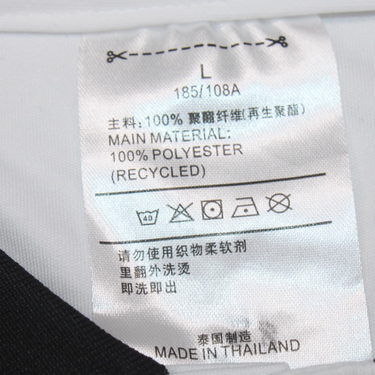 L
185/108A
主料:100% 聚酯纤维(再生聚酯)
MAIN MATERIAL:
100% POLYESTER
(RECYCLED)
40
请勿使用织物柔软剂
里翻外洗烫
即洗即出
泰国制造
MADE IN THAILAND